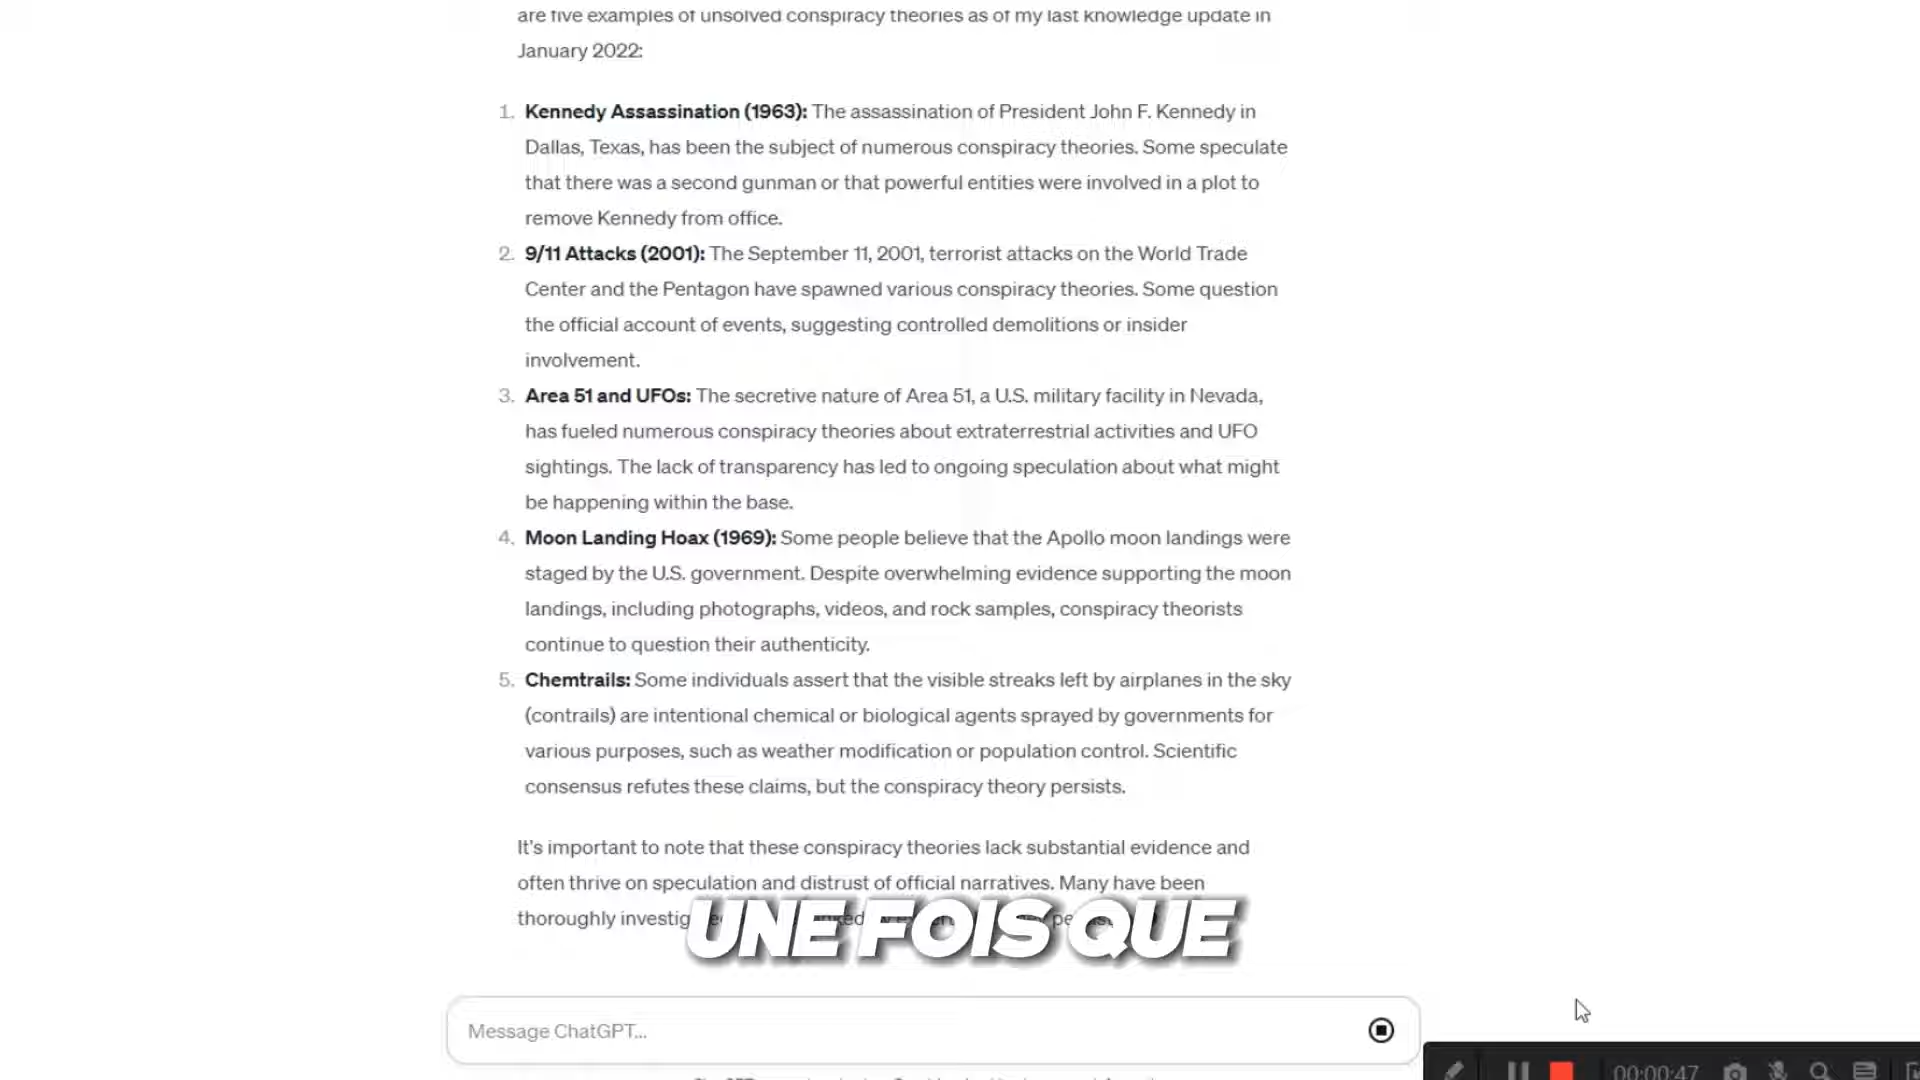 are five examples of unsolved conspiracy theories as of my last knowledge update in
January 2022:
1. Kennedy Assassination (1963): The assassination of President John F. Kennedy in
Dallas, Texas, has been the subject of numerous conspiracy theories. Some speculate
that there was a second gunman or that powerful entities were involved in a plot to
remove Kennedy from office.
2. 9/11 Attacks (2001): The September 11, 2001, terrorist attacks on the World Trade
Center and the Pentagon have spawned various conspiracy theories. Some question
the official account of events, suggesting controlled demolitions or insider
involvement.
3. Area 51 and UFOs: The secretive nature of Area 51, a U.S. military facility in Nevada,
has fueled numerous conspiracy theories about extraterrestrial activities and UFO
sightings. The lack of transparency has led to ongoing speculation about what might
be happening within the base.
4. Moon Landing Hoax (1969): Some people believe that the Apollo moon landings were
staged by the U.S. government. Despite overwhelming evidence supporting the moon
landings, including photographs, videos, and rock samples, conspiracy theorists
continue to question their authenticity.
5. Chemtrails: Some individuals assert that the visible streaks left by airplanes in the sky
(contrails) are intentional chemical or biological agents sprayed by governments for
various purposes, such as weather modification or population control. Scientific
consensus refutes these claims, but the conspiracy theory persists.
It's important to note that these conspiracy theories lack substantial evidence and
often thrive on speculation and distrust of official narratives. Many have been
thoroughly
UNE FOIS QUE
Message ChatGPT...
00:00:47